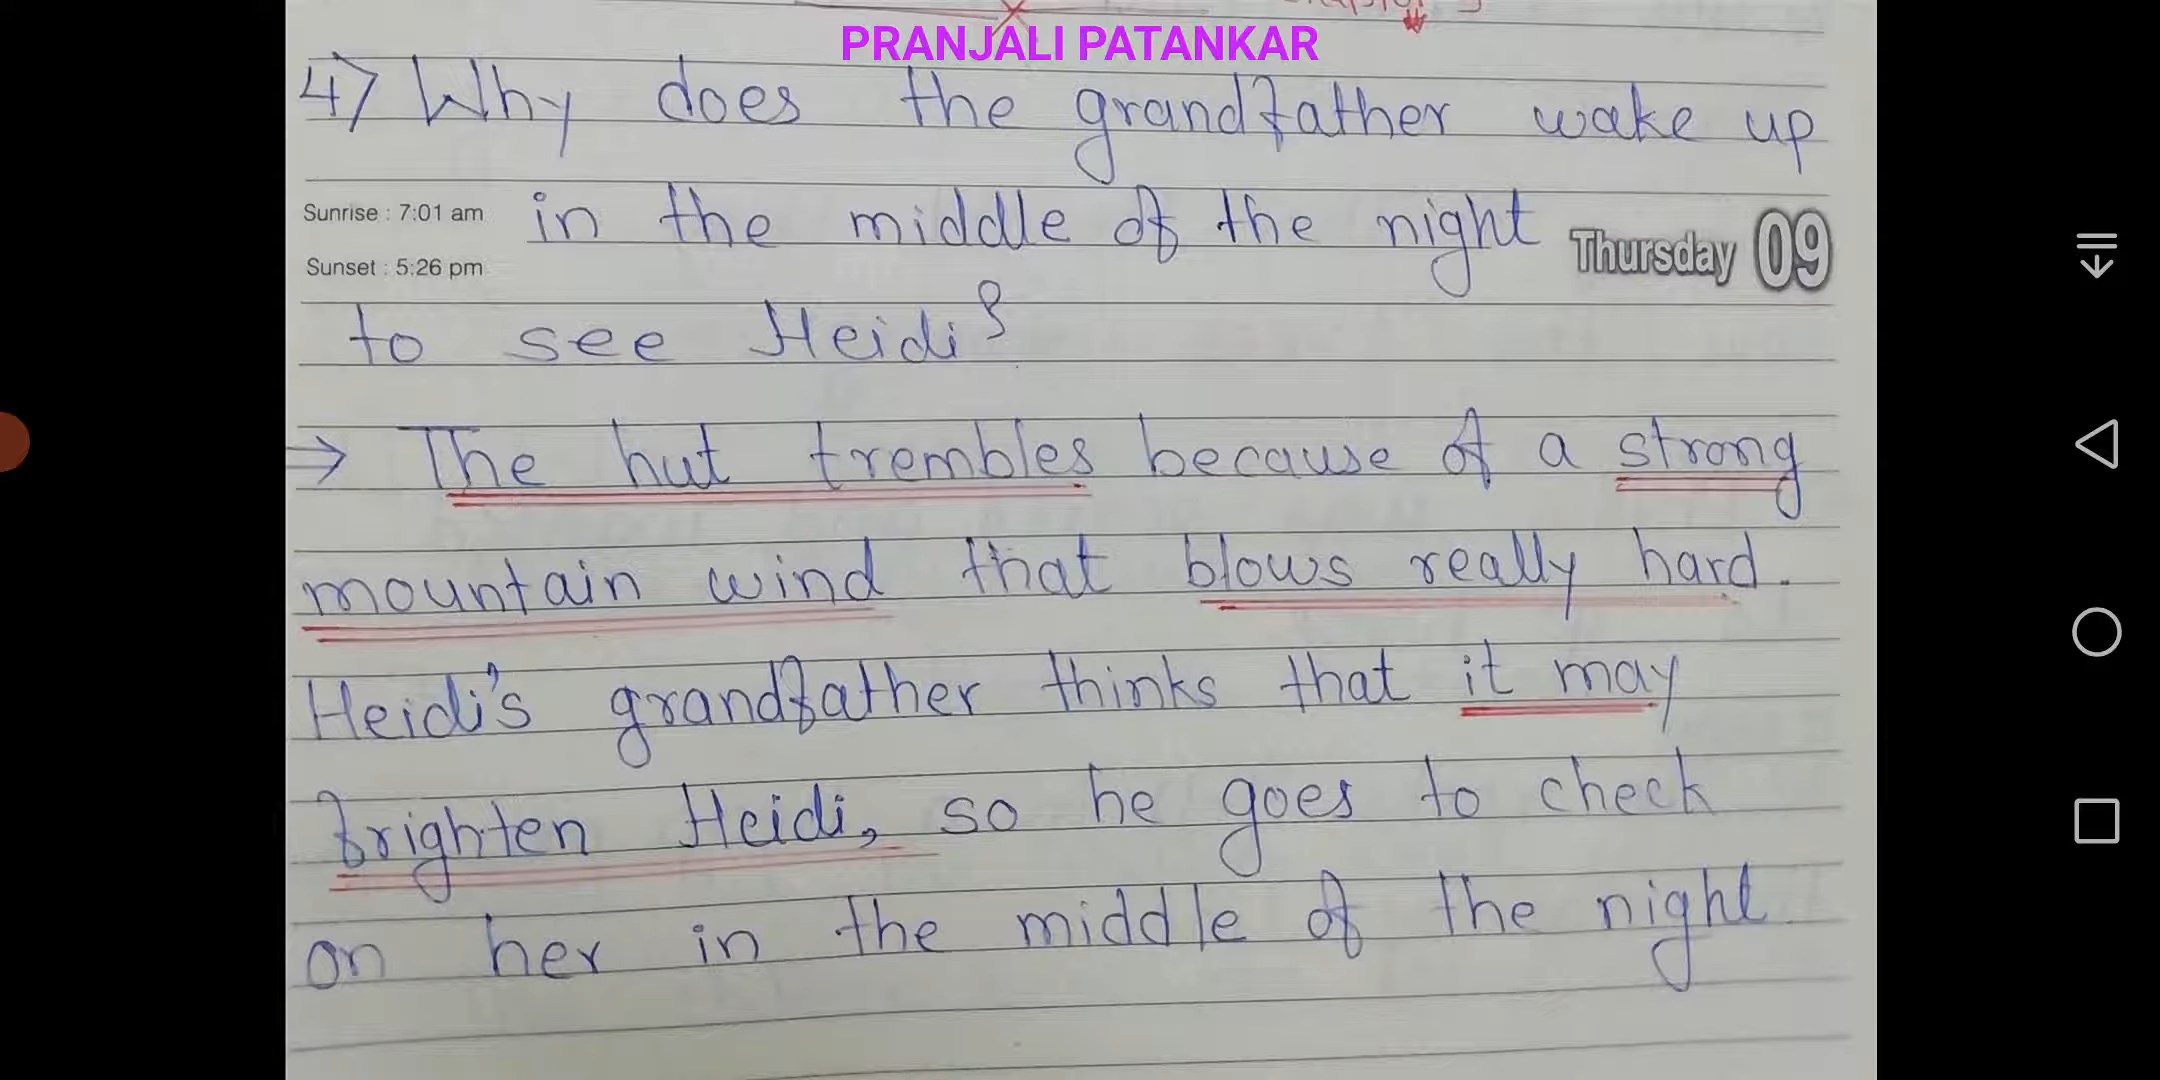 PRANJALI PATANKAR
4) Why does the grandfather wake up
Sunrise : 7:01 am
in the middle of the night
Thursday 09
Sunset : 5:26 pm
to see Heidi?
→ The hut trembles because of a strong
mountain wind that blows really hard.
Heidi's grandfather thinks that it may
frighten Heidi, so he goes to check
on her in the middle of the night